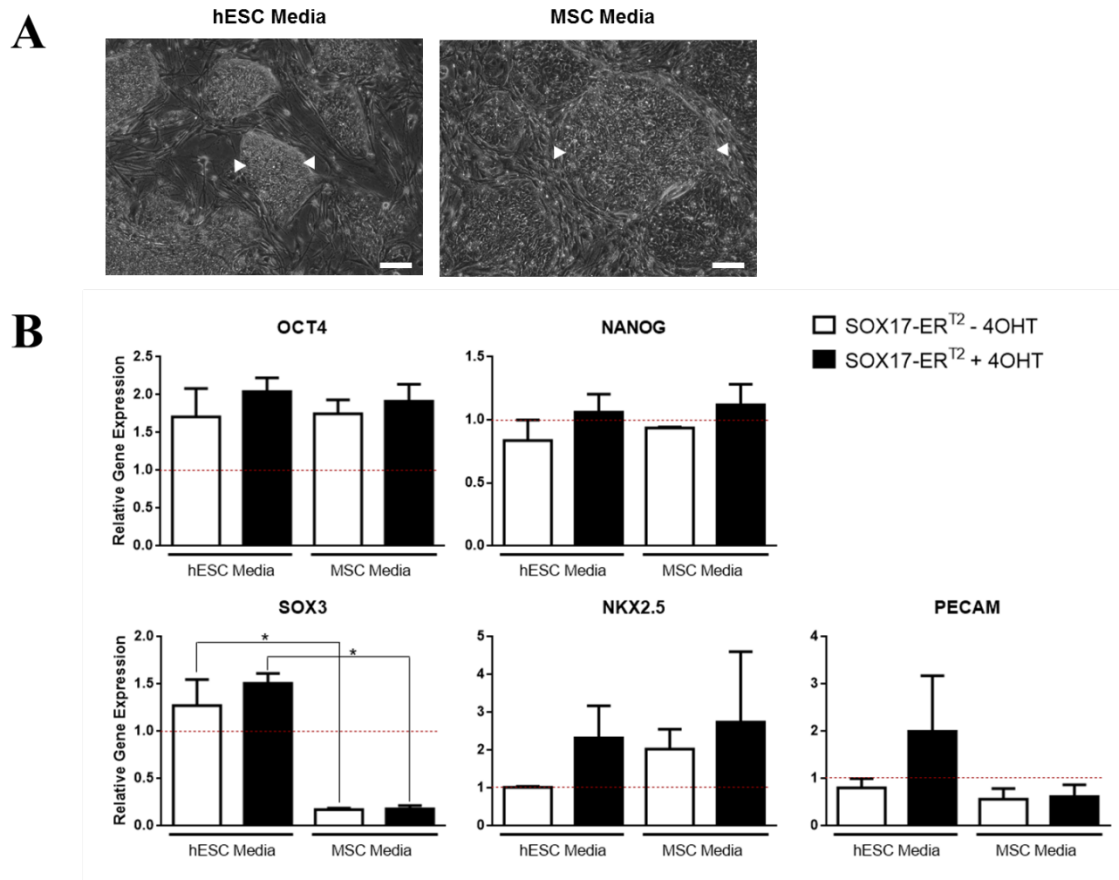 A
hESC Media
MSC Media
B
OCT4
2.5
2.0
1.5
1.0
0.5
0.0
Relative Gene Expression
hESC Media
MSC Media
NANOG
1.5
1.0
0.5
0.0
hESC Media
MSC Media
SOX17-ER^T2 - 4OHT
SOX17-ER^T2 + 4OHT
SOX3
2.0
1.5
1.0
0.5
0.0
Relative Gene Expression
*
*
hESC Media
MSC Media
NKX2.5
5
4
3
2
1
0
hESC Media
MSC Media
PECAM
4
3
2
1
0
hESC Media
MSC Media